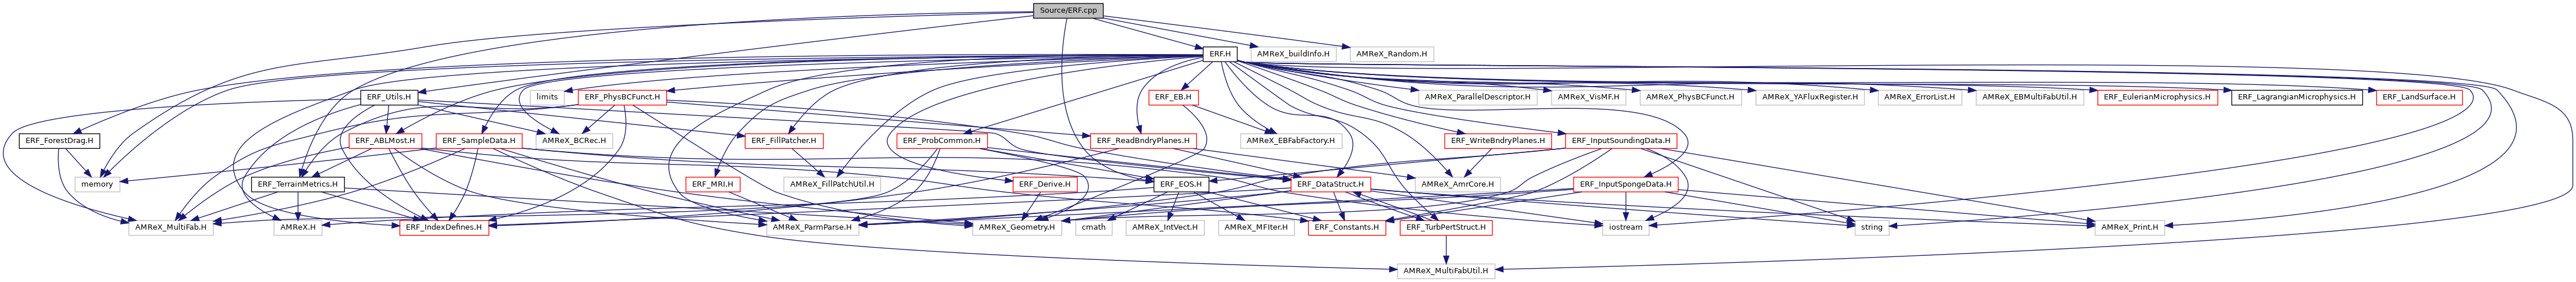 Source/ERF.cpp
ERF.H
AMReX_buildInfo.H
AMReX_Random.H
ERF_Utils.H
limits
ERF_PhysBCFunct.H
ERF_EB.H
AMReX_ParallelDescriptor.H
AMReX_VisMF.H
AMReX_PhysBCFunct.H
AMReX_YAFluxRegister.H
AMReX_ErrorList.H
AMReX_EBMultiFabUtil.H
ERF_EulerianMicrophysics.H
ERF_LagrangianMicrophysics.H
ERF_LandSurface.H
ERF_ForestDrag.H
ERF_ABLMost.H
ERF_SampleData.H
AMReX_BCRec.H
ERF_FillPatcher.H
ERF_ProbCommon.H
ERF_ReadBndryPlanes.H
AMReX_EBFabFactory.H
ERF_WriteBndryPlanes.H
ERF_InputSoundingData.H
memory
ERF_TerrainMetrics.H
ERF_MRI.H
AMReX_FillPatchUtil.H
ERF_Derive.H
ERF_EOS.H
ERF_DataStruct.H
AMReX_AmrCore.H
ERF_InputSpongeData.H
AMReX_MultiFab.H
AMReX.H
ERF_IndexDefines.H
AMReX_ParmParse.H
AMReX_Geometry.H
cmath
AMReX_IntVect.H
AMReX_MFIter.H
ERF_Constants.H
ERF_TurbPertStruct.H
iostream
string
AMReX_Print.H
AMReX_MultiFabUtil.H